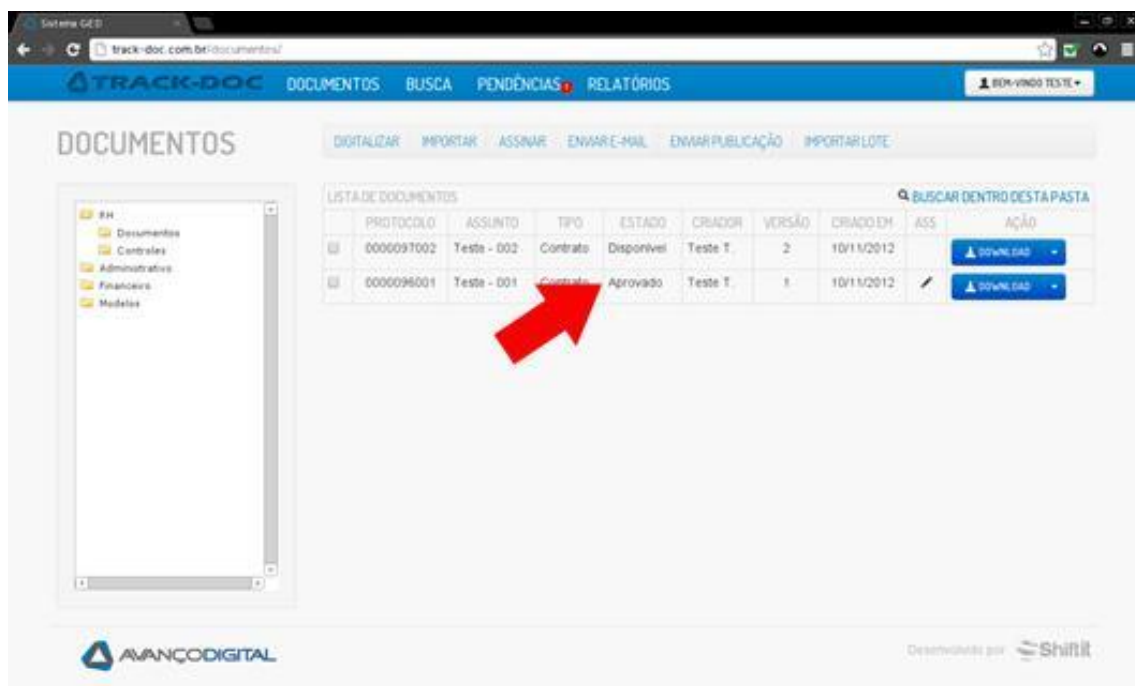 Sistema GED
track-doc.com.br/documentos/
TRACK-DOC DOCUMENTOS BUSCA PENDÊNCIAS RELATÓRIOS BEM-VINDO TESTE
DOCUMENTOS
DIGITALIZAR IMPORTAR ASSINAR ENVIAR E-MAIL ENVIAR PUBLICAÇÃO IMPORTAR LOTE
RH
Documentos
Controles
Administrativo
Financeiro
Modelos
LISTA DE DOCUMENTOS BUSCAR DENTRO DESTA PASTA
PROTOCOLO ASSUNTO TIPO ESTADO CRIADOR VERSÃO CRIADO EM ASS AÇÃO
0000097002 Teste - 002 Contrato Disponível Teste T. 2 10/11/2012 DOWNLOAD
0000096001 Teste - 001 Contrato Aprovado Teste T. 1 10/11/2012 DOWNLOAD
AVANÇODIGITAL
Desenvolvido por Shiftit